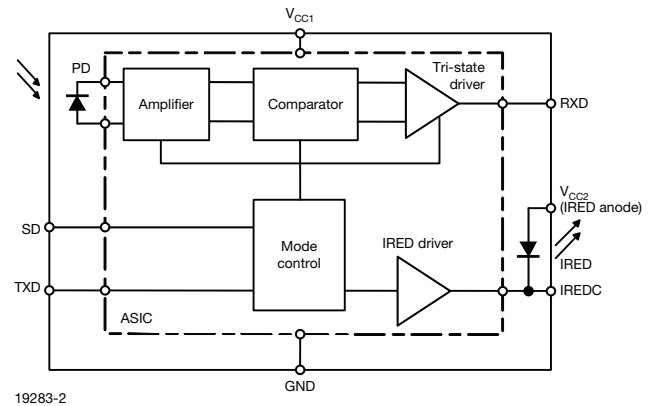 VCC1
PD
Amplifier
Comparator
Tri-state
driver
RXD
VCC2
(IRED anode)
SD
Mode
control
IRED driver
IRED
TXD
IREDC
ASIC
GND
19283-2